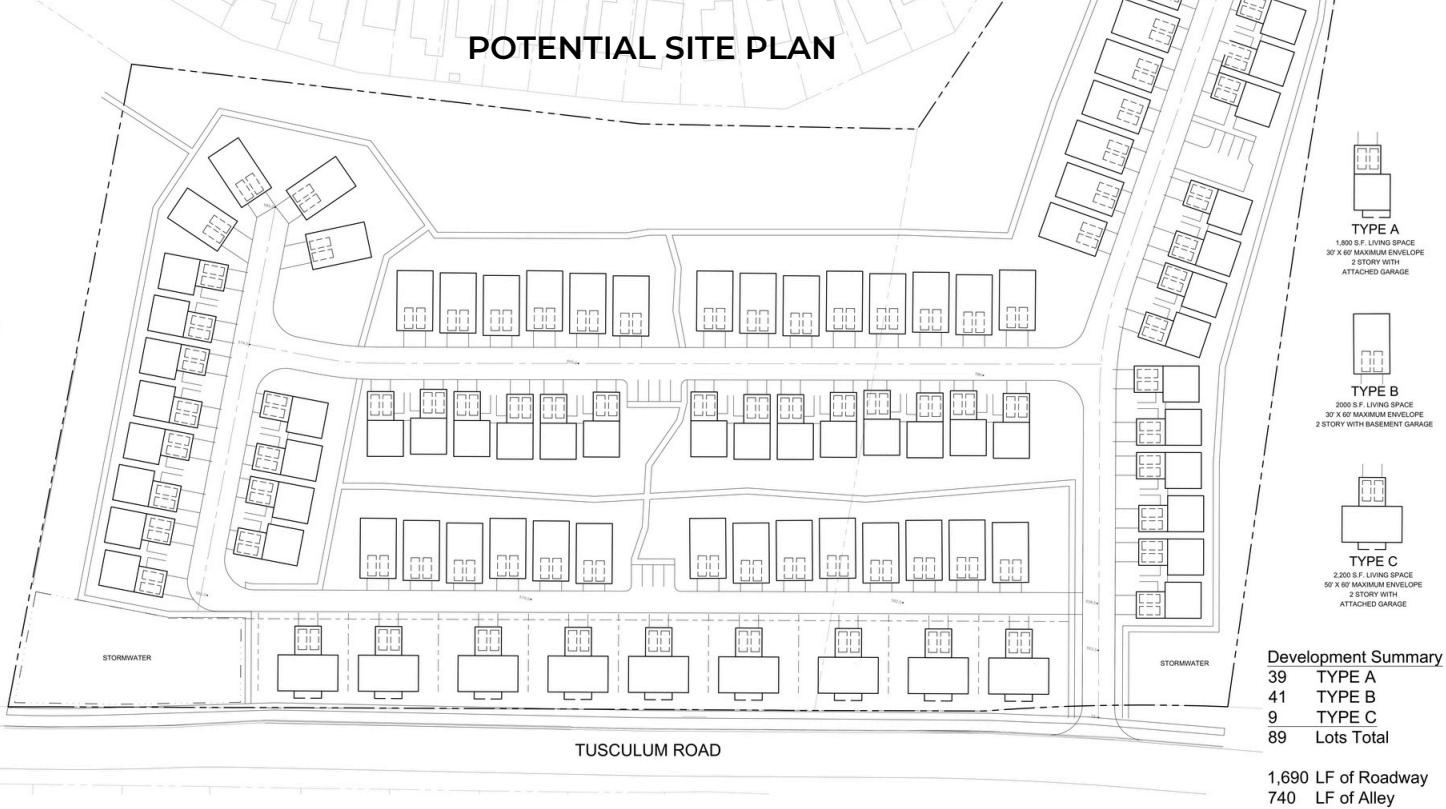 POTENTIAL SITE PLAN
TYPE A
1,800 S.F. LIVING SPACE
30' X 60' MAXIMUM ENVELOPE
2 STORY WITH
ATTACHED GARAGE
TYPE B
2000 S.F. LIVING SPACE
30' X 60' MAXIMUM ENVELOPE
2 STORY WITH BASEMENT GARAGE
TYPE C
2,200 S.F. LIVING SPACE
50' X 60' MAXIMUM ENVELOPE
2 STORY WITH
ATTACHED GARAGE
STORMWATER
STORMWATER
TUSCULUM ROAD
Development Summary
39 TYPE A
41 TYPE B
9 TYPE C
89 Lots Total
1,690 LF of Roadway
740 LF of Alley